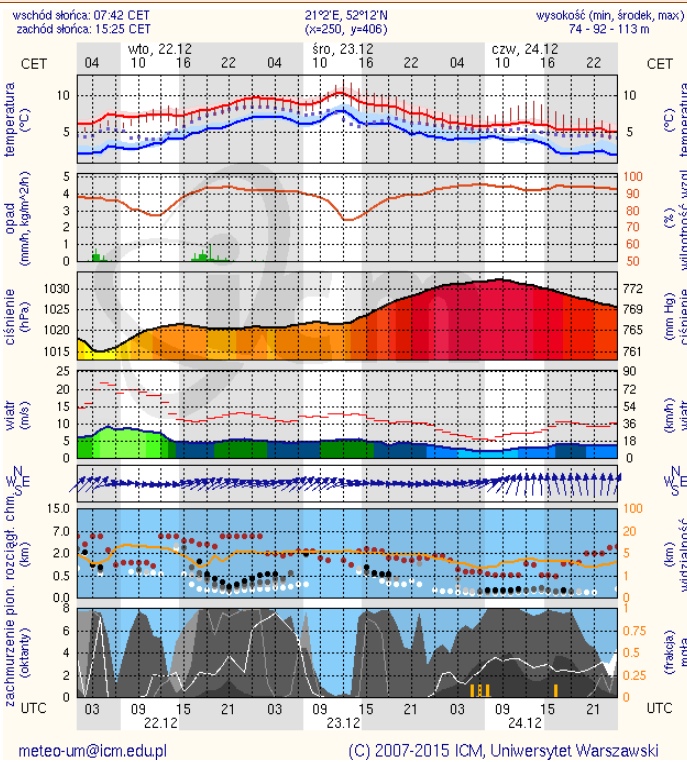 wschód słońca: 07:42 CET 21°2'E, 52°12'N wysokość (min, środek, max)
zachód słońca: 15:25 CET (x=250, y=406) 74 - 92 - 113 m
wto, 22.12 śro, 23.12 czw, 24.12
CET 04 10 16 22 04 10 16 22 04 10 16 22 CET
temperatura
(°C)
10
5
10
5
(°C)
temperatura
opad
(mm/h, kg/m^2/h)
5
4
3
2
1
0
100
90
80
70
60
50
(%)
wilgotność wzgl.
ciśnienie
(hPa)
1030
1025
1020
1015
772
769
765
761
(mm Hg)
ciśnienie
wiatr
(m/s)
25
20
15
10
5
0
90
72
54
36
18
0
(km/h)
wiatr
N
W E
S
N
W E
S
pion. rozciągł. chm.
(km)
15.0
7.0
2.0
0.5
0.0
100
20
5
1
0
(km)
widzialność
zachmurzenie
(oktanty)
8
6
4
2
0
1
0.75
0.5
0.25
0
(frakcja)
mgła
UTC 03 09 15 21 03 09 15 21 03 09 15 21 UTC
22.12 23.12 24.12
icm
meteo-um@icm.edu.pl (C) 2007-2015 ICM, Uniwersytet Warszawski